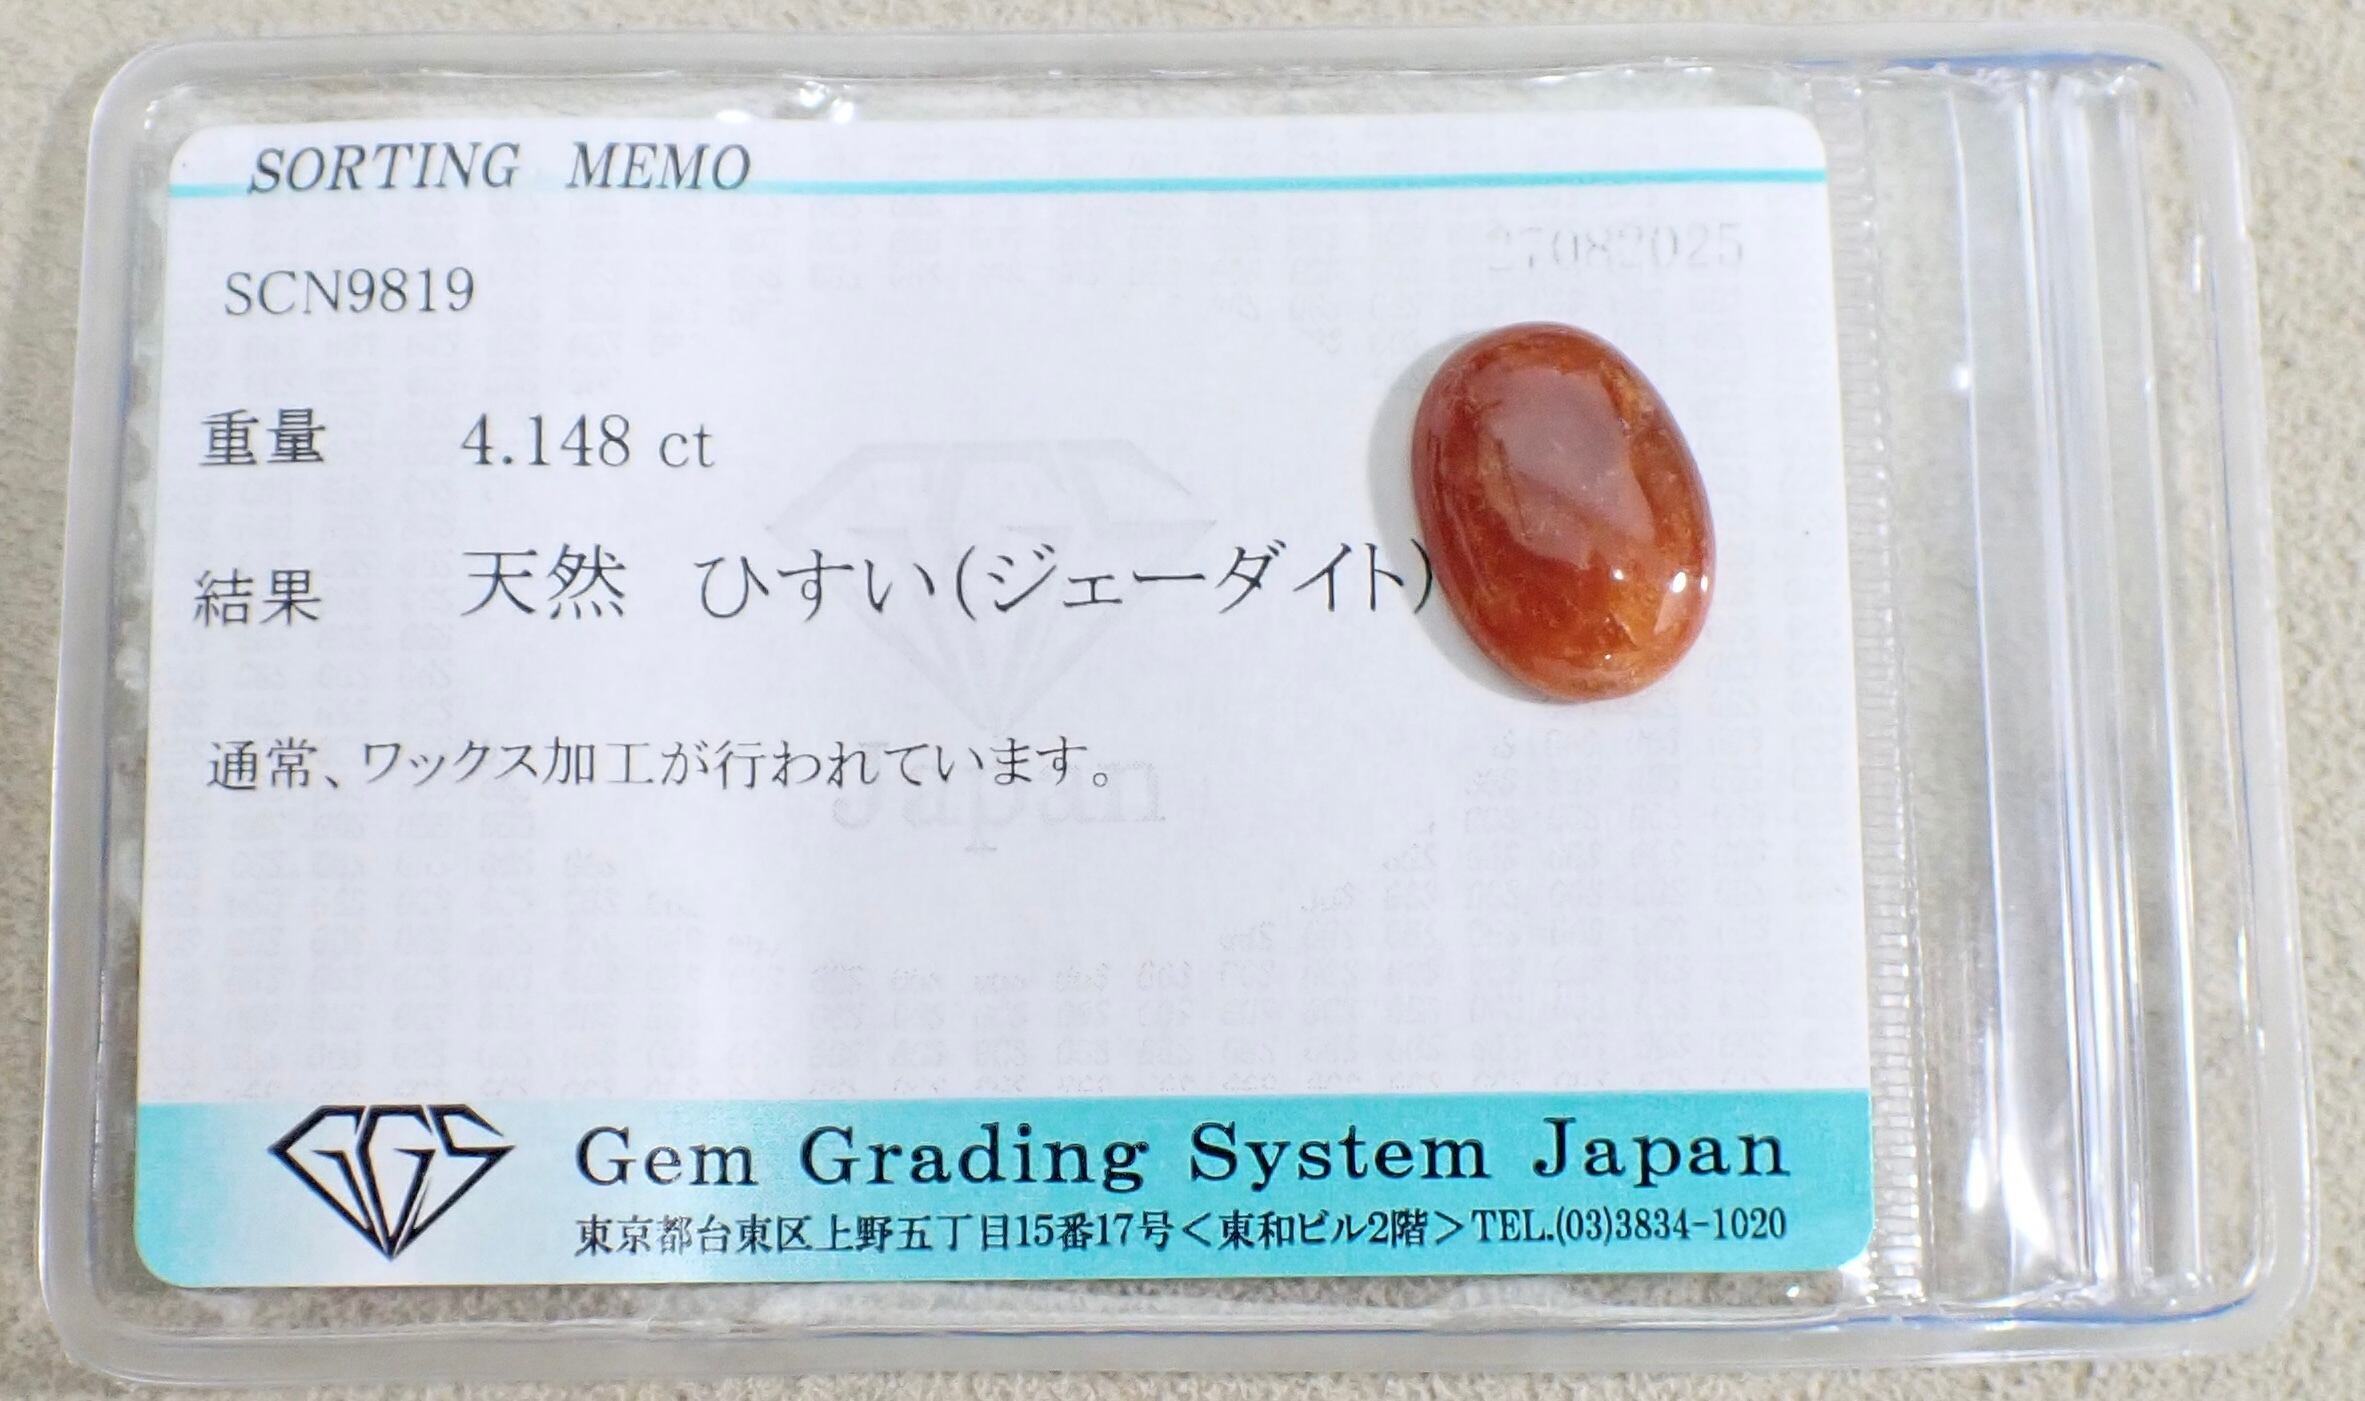 SORTING MEMO
27082025
SCN9819
重量 4.148 ct
結果 天然 ひすい(ジェーダイト)
通常、ワックス加工が行われています。
GGS
Gem Grading System Japan
東京都台東区上野五丁目15番17号<東和ビル2階>TEL.(03)3834-1020